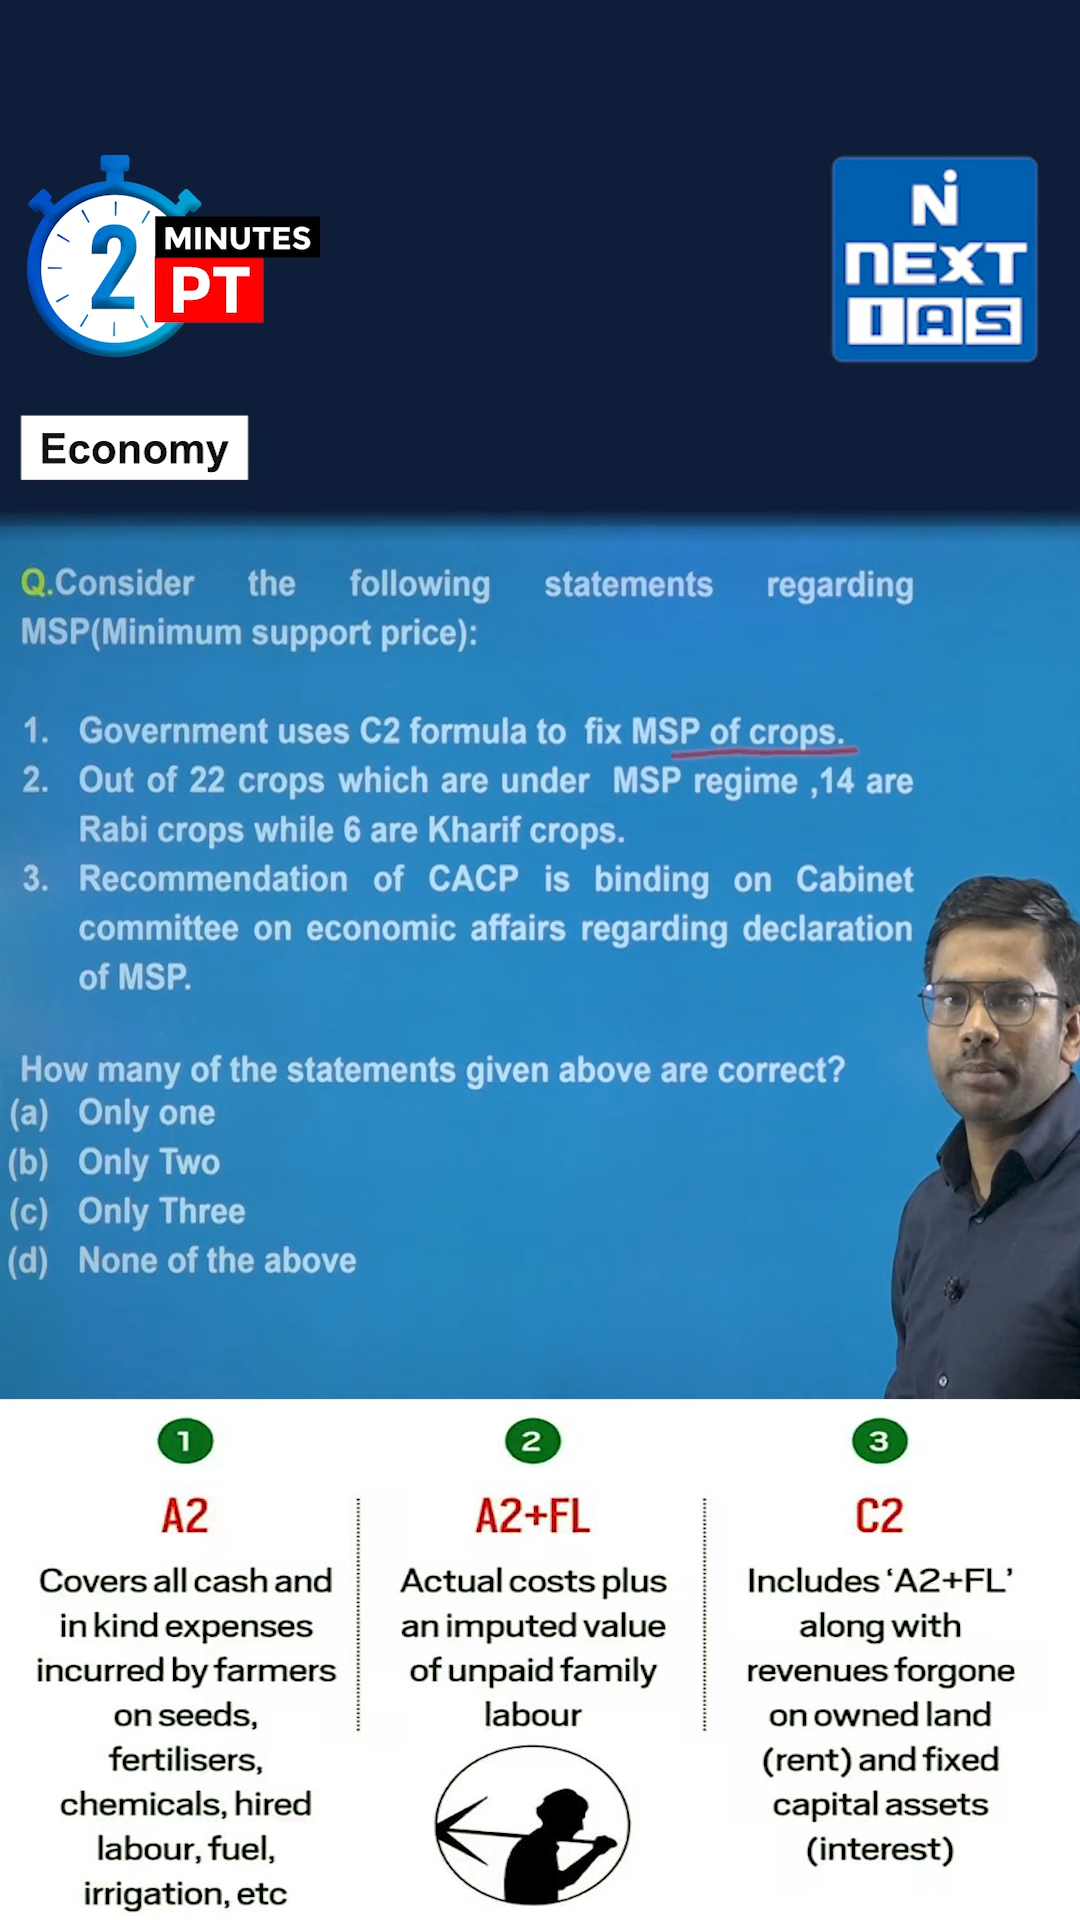 2
MINUTES
PT
Ni
NEXT
IAS
Economy
Q.Consider the following statements regarding
MSP(Minimum support price):
1. Government uses C2 formula to fix MSP of crops.
2. Out of 22 crops which are under MSP regime ,14 are
Rabi crops while 6 are Kharif crops.
3. Recommendation of CACP is binding on Cabinet
committee on economic affairs regarding declaration
of MSP.
How many of the statements given above are correct?
(a) Only one
(b) Only Two
(c) Only Three
(d) None of the above
1
A2
Covers all cash and
in kind expenses
incurred by farmers
on seeds,
fertilisers,
chemicals, hired
labour, fuel,
irrigation, etc
2
A2+FL
Actual costs plus
an imputed value
of unpaid family
labour
3
C2
Includes ‘A2+FL’
along with
revenues forgone
on owned land
(rent) and fixed
capital assets
(interest)